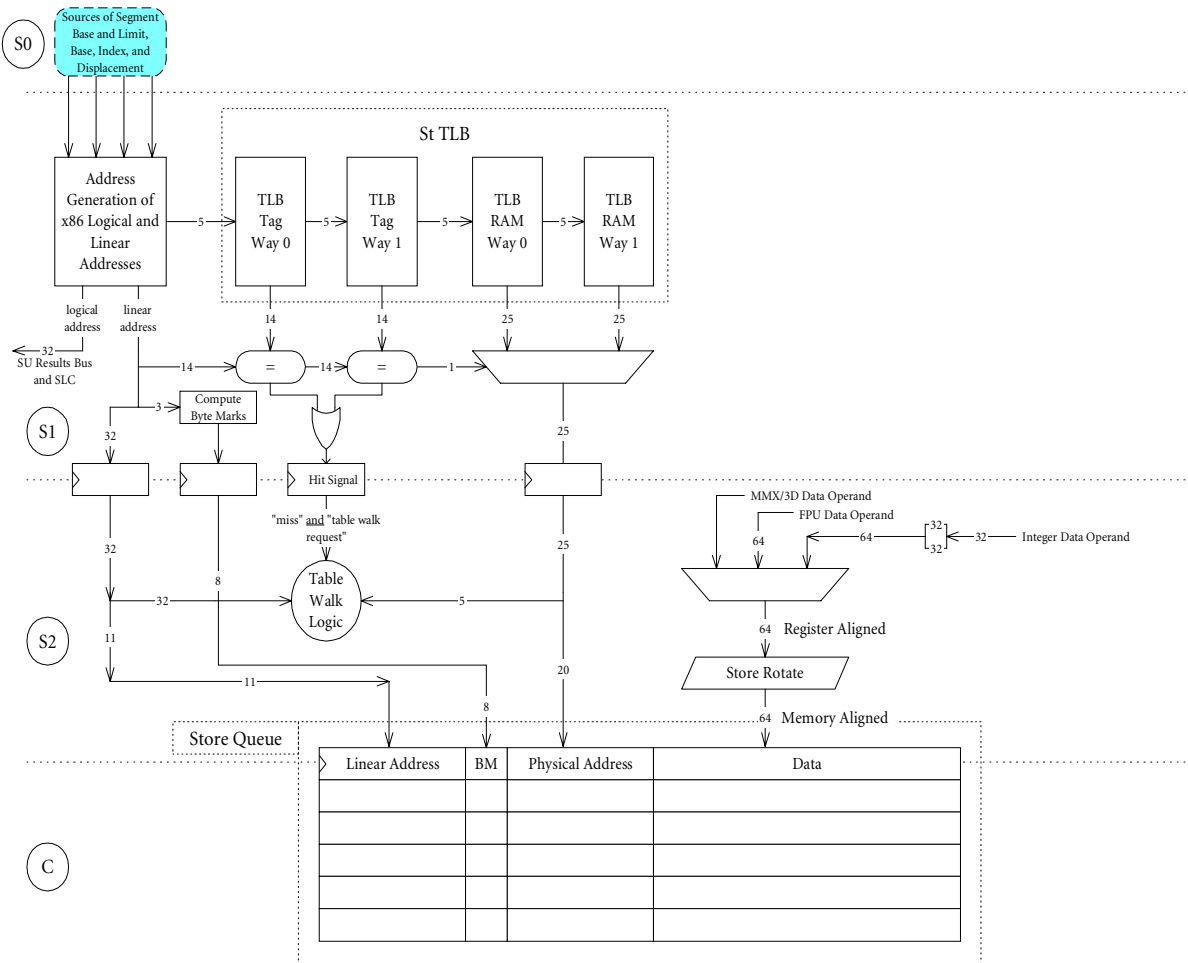 Sources of Segment
Base and Limit,
Base, Index, and
Displacement
S0
St TLB
Address
Generation of
x86 Logical and
Linear
Addresses
TLB
Tag
Way 0
TLB
Tag
Way 1
TLB
RAM
Way 0
TLB
RAM
Way 1
5
5
5
5
logical
address
linear
address
14
14
25
25
32
SU Results Bus
and SLC
14
=
14
=
1
3
Compute
Byte Marks
S1
32
25
Hit Signal
"miss" and "table walk
request"
MMX/3D Data Operand
FPU Data Operand
64
64
32
32
32
Integer Data Operand
32
25
8
Table
Walk
Logic
32
5
S2
11
64
Register Aligned
20
Store Rotate
11
8
64
Memory Aligned
Store Queue
Linear Address
BM
Physical Address
Data
C